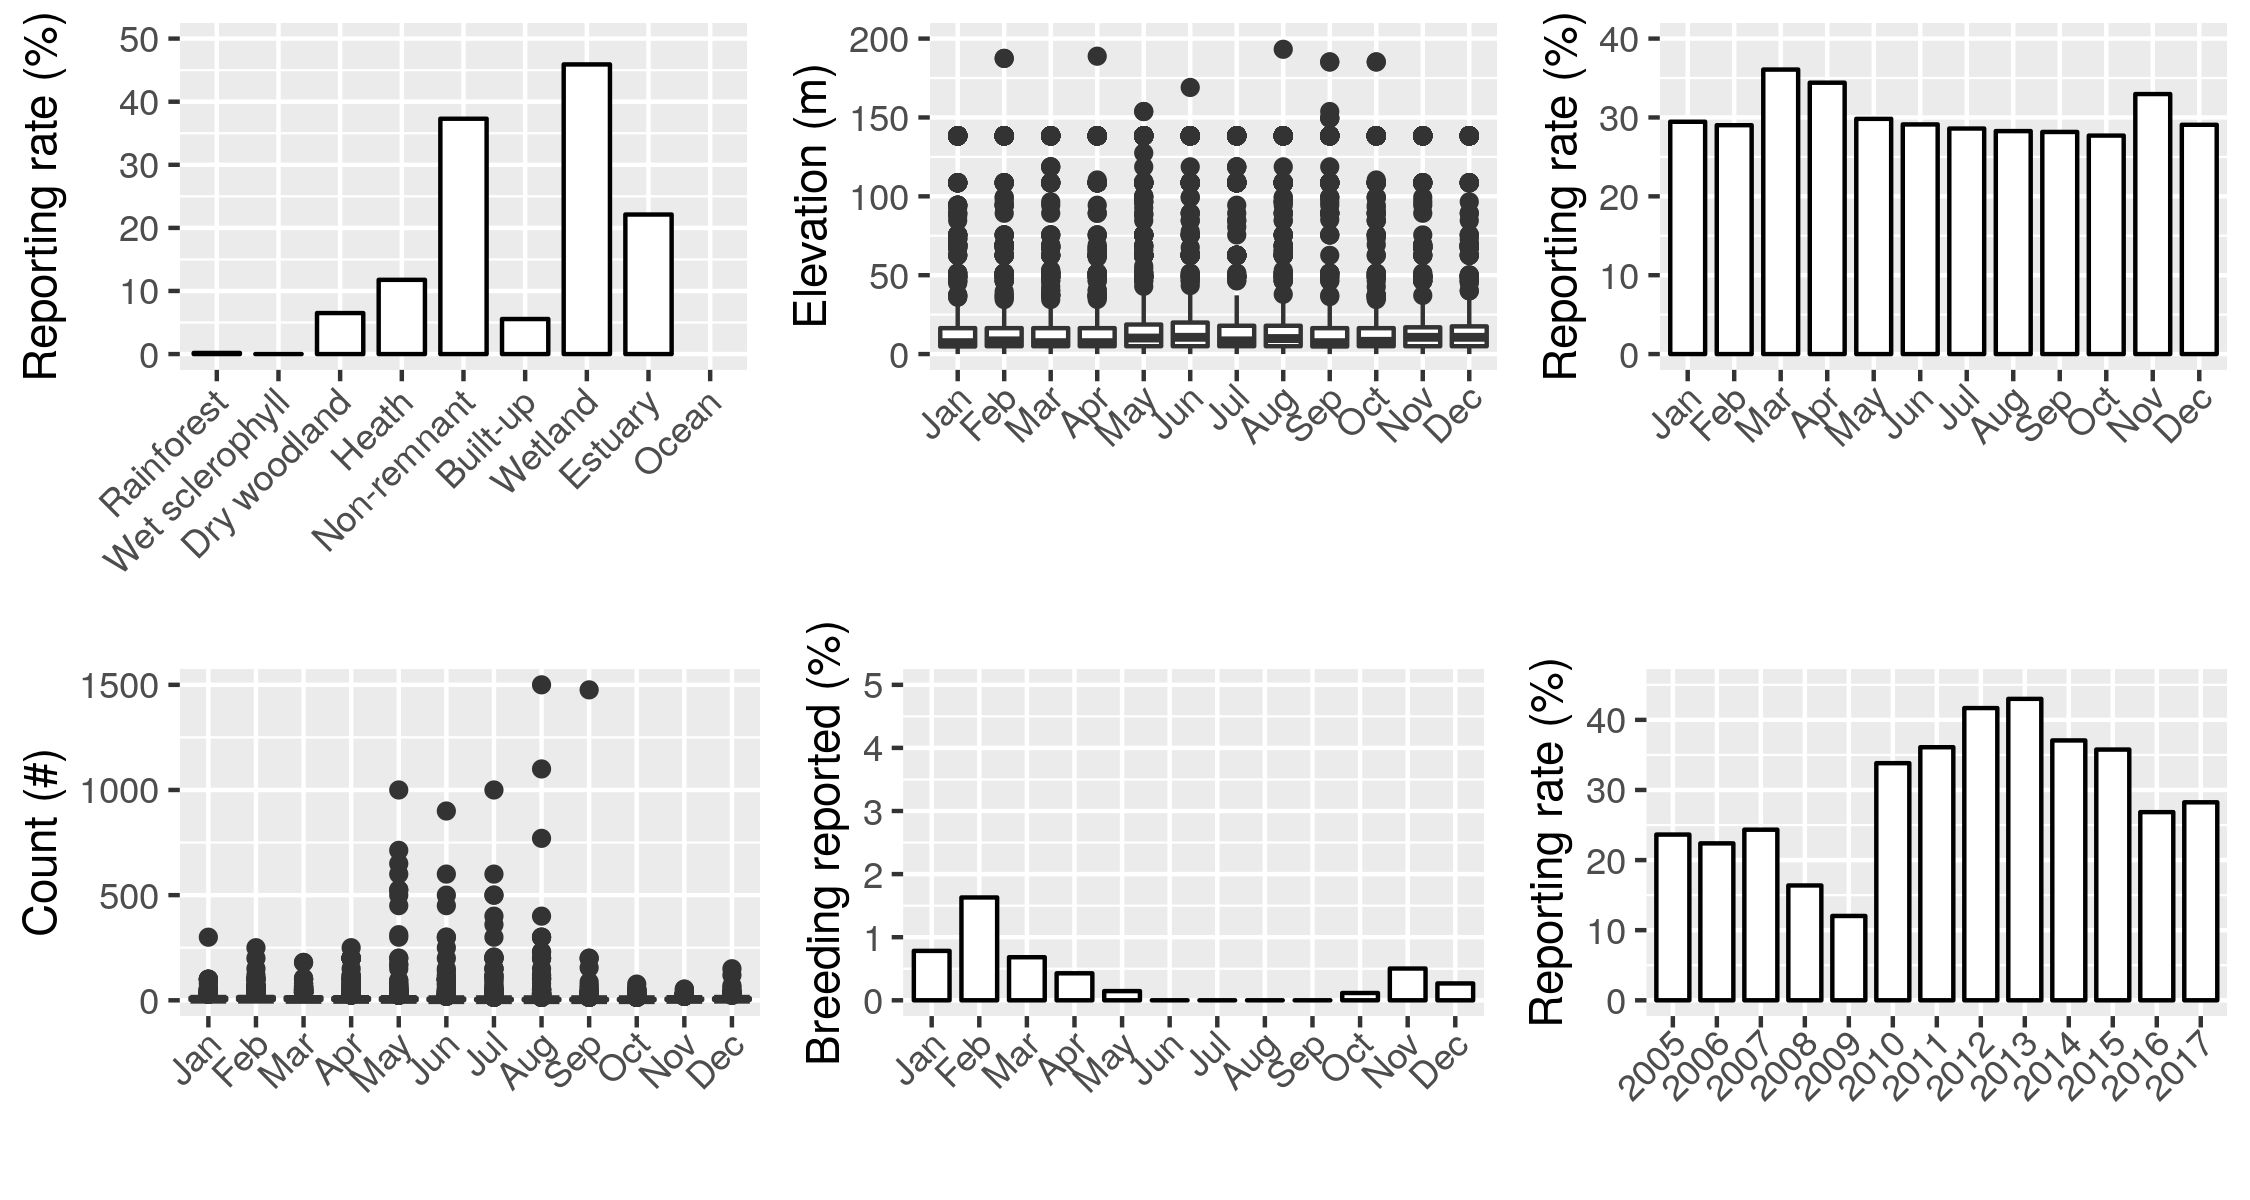 Reporting rate (%)
50
40
30
20
10
0
Rainforest
Wet sclerophyll
Dry woodland
Heath
Non-remnant
Built-up
Wetland
Estuary
Ocean
Elevation (m)
200
150
100
50
0
Jan
Feb
Mar
Apr
May
Jun
Jul
Aug
Sep
Oct
Nov
Dec
Reporting rate (%)
40
30
20
10
0
Jan
Feb
Mar
Apr
May
Jun
Jul
Aug
Sep
Oct
Nov
Dec
Count (#)
1500
1000
500
0
Jan
Feb
Mar
Apr
May
Jun
Jul
Aug
Sep
Oct
Nov
Dec
Breeding reported (%)
5
4
3
2
1
0
Jan
Feb
Mar
Apr
May
Jun
Jul
Aug
Sep
Oct
Nov
Dec
Reporting rate (%)
40
30
20
10
0
2005
2006
2007
2008
2009
2010
2011
2012
2013
2014
2015
2016
2017